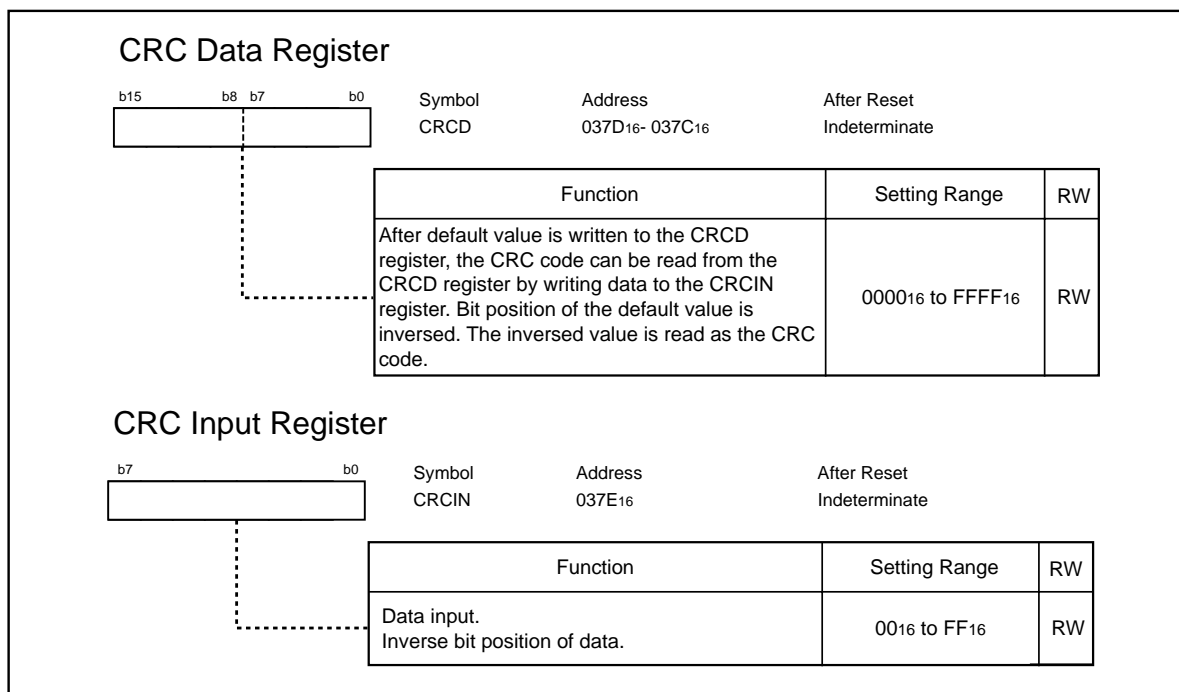 CRC Data Register
b15 b8 b7 b0 Symbol Address After Reset
CRCD 037D16- 037C16 Indeterminate
Function Setting Range RW
After default value is written to the CRCD
register, the CRC code can be read from the
CRCD register by writing data to the CRCIN
register. Bit position of the default value is
inversed. The inversed value is read as the CRC
code.
000016 to FFFF16 RW
CRC Input Register
b7 b0 Symbol Address After Reset
CRCIN 037E16 Indeterminate
Function Setting Range RW
Data input.
Inverse bit position of data.
0016 to FF16 RW